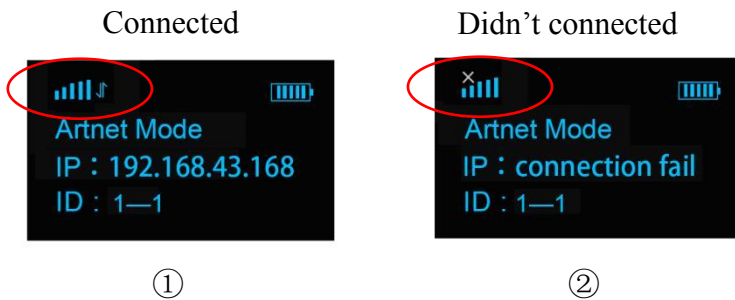 Connected
Didn't connected
Artnet Mode
IP：192.168.43.168
ID : 1—1
Artnet Mode
IP：connection fail
ID : 1—1
①
②